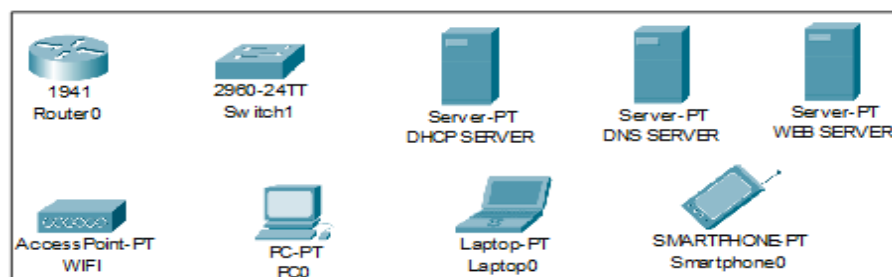 1941
Router0
2960-24TT
Switch1
Server-PT
DHCP SERVER
Server-PT
DNS SERVER
Server-PT
WEB SERVER
AccessPoint-PT
WIFI
PC-PT
PC0
Laptop-PT
Laptop0
SMARTPHONE-PT
Smartphone0